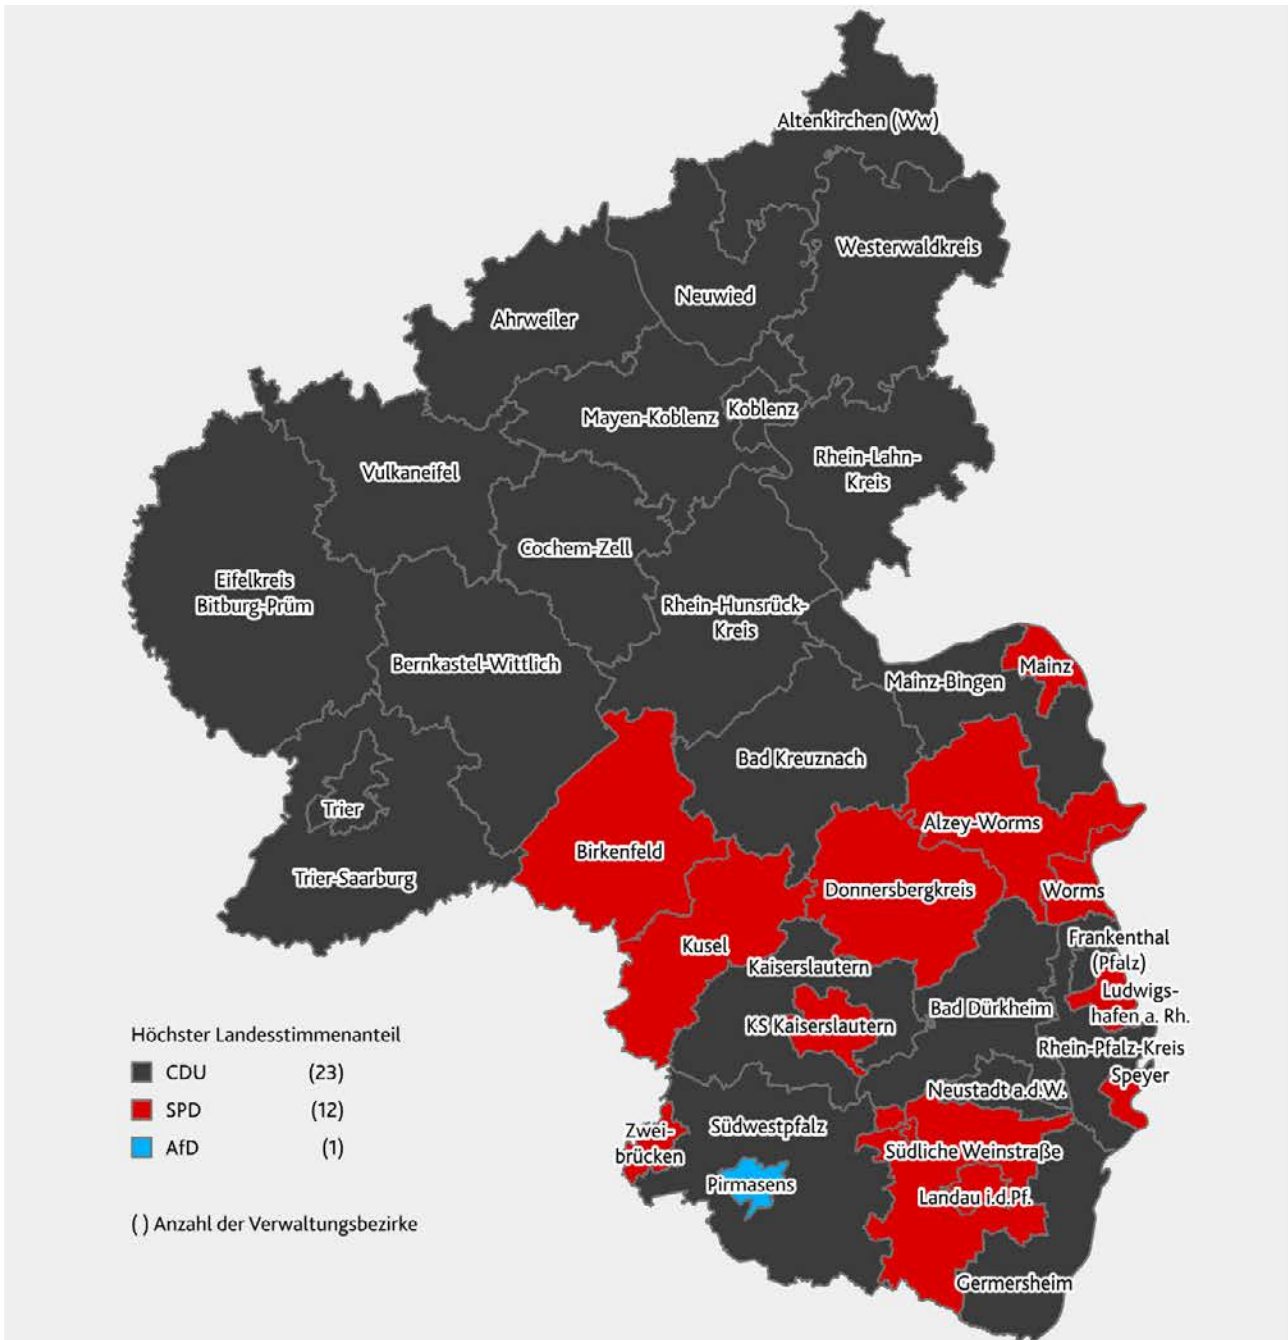 Altenkirchen (Ww)
Westerwaldkreis
Neuwied
Ahrweiler
Mayen-Koblenz
Koblenz
Rhein-Lahn-
Kreis
Vulkaneifel
Cochem-Zell
Eifelkreis
Bitburg-Prüm
Rhein-Hunsrück-
Kreis
Bernkastel-Wittlich
Mainz
Mainz-Bingen
Bad Kreuznach
Trier
Trier-Saarburg
Birkenfeld
Alzey-Worms
Donnersbergkreis
Worms
Kusel
Kaiserslautern
Frankenthal
(Pfalz)
Ludwigs-
hafen a. Rh.
KS Kaiserslautern
Bad Dürkheim
Rhein-Pfalz-Kreis
Speyer
Neustadt a.d.W.
Zwei-
brücken
Südwestpfalz
Südliche Weinstraße
Pirmasens
Landau i.d.Pf.
Germersheim
Höchster Landesstimmenanteil
CDU (23)
SPD (12)
AfD (1)
( ) Anzahl der Verwaltungsbezirke